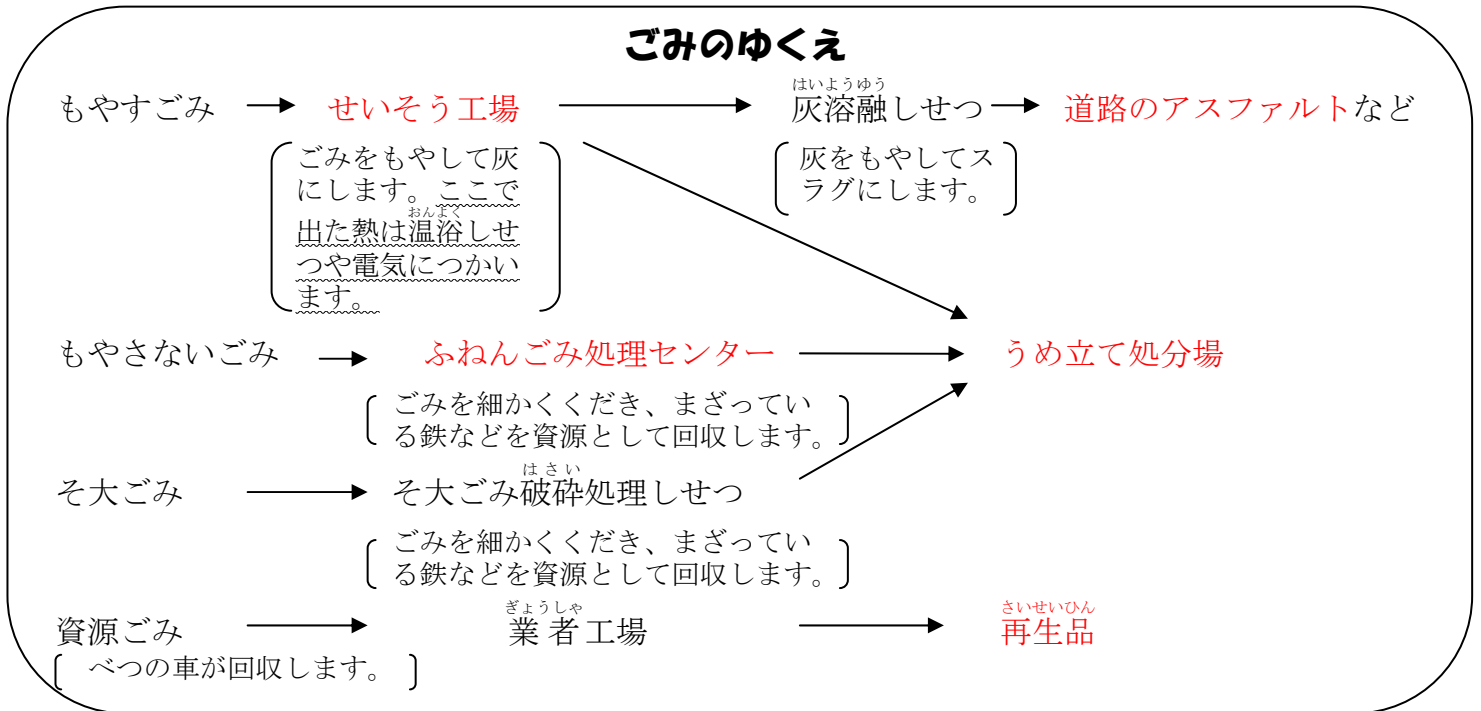 ごみのゆくえ
もやすごみ → せいそう工場 → 灰溶融しせつ → 道路のアスファルトなど
はいようゆう
ごみをもやして灰
にします。ここで
おんよく
出た熱は温浴しせ
つや電気につかい
ます。
灰をもやしてス
ラグにします。
もやさないごみ → ふねんごみ処理センター → うめ立て処分場
ごみを細かくくだき、まざってい
る鉄などを資源として回収します。
はさい
そ大ごみ → そ大ごみ破砕処理しせつ
ごみを細かくくだき、まざってい
る鉄などを資源として回収します。
ぎょうしゃ さいせいひん
資源ごみ → 業者工場 → 再生品
べつの車が回収します。